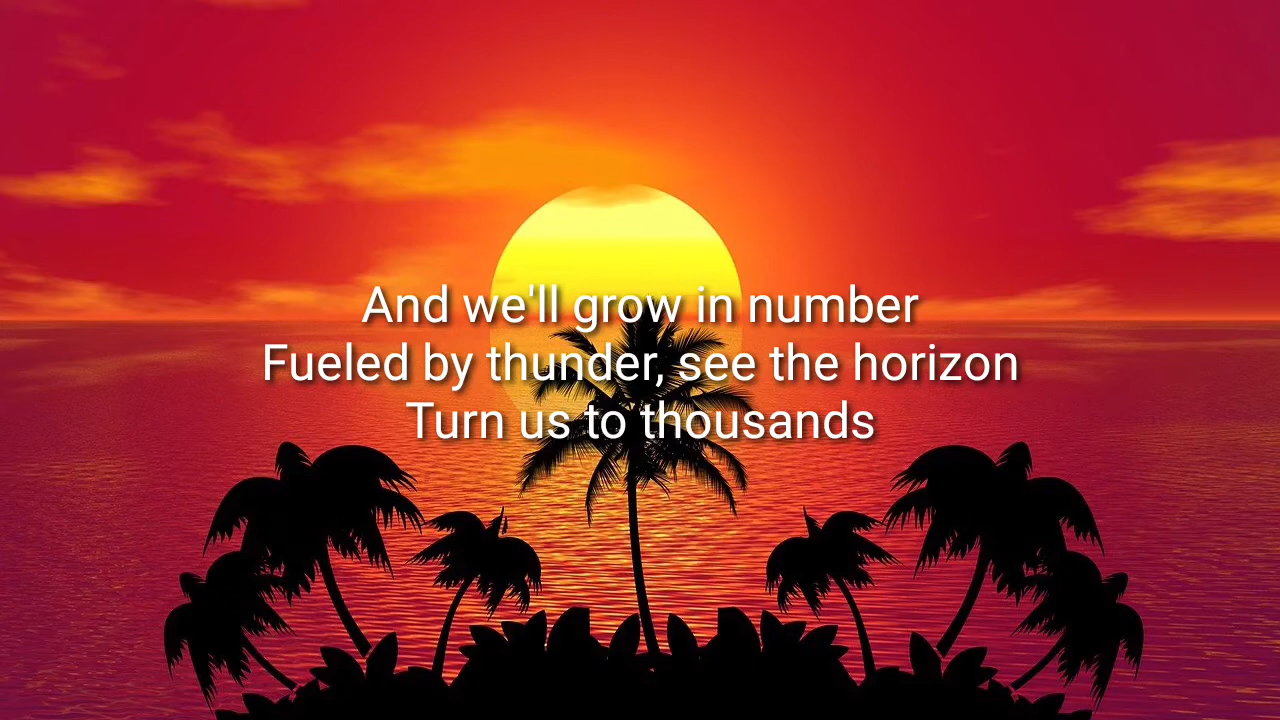 And we'll grow in number
Fueled by thunder, see the horizon
Turn us to thousands